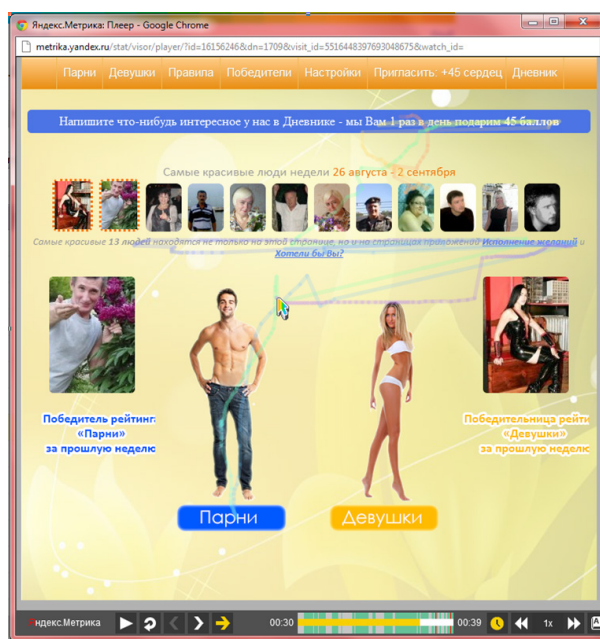 Яндекс.Метрика: Плеер - Google Chrome
metrika.yandex.ru/stat/visor/player/?id=16156246&dn=1709&visit_id=551644839769304867​5&watch_id=
Парни Девушки Правила Победители Настройки Пригласить: +45 сердец Дневник
Напишите что-нибудь интересное у нас в Дневнике - мы Вам 1 раз в день подарим 45 баллов
Самые красивые люди недели 26 августа - 2 сентября
Самые красивые 13 людей находятся не только на этой странице, но и на страницах приложений Исполнение желаний и
Хотели бы Вы?
Победитель рейтинга
«Парни»
за прошлую неделю
Победительница рейти
«Девушки»
за прошлую неделю
Парни
Девушки
Яндекс.Метрика 00:30 00:39 1x